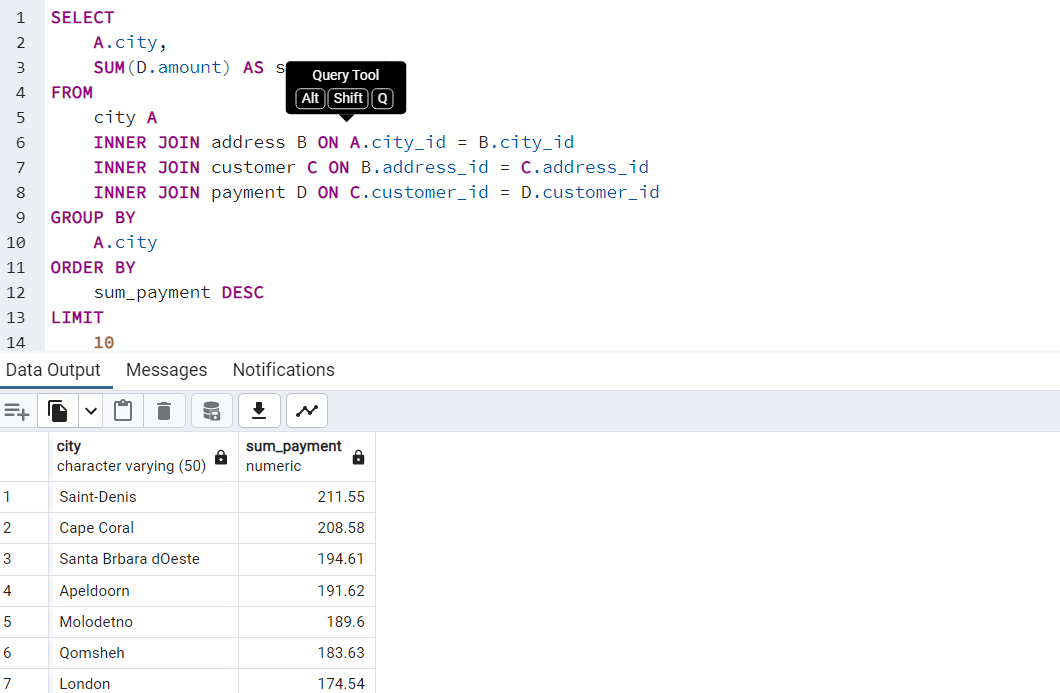 1 SELECT
2 A.city,
3 SUM(D.amount) AS s
Query Tool
Alt Shift Q
4 FROM
5 city A
6 INNER JOIN address B ON A.city_id = B.city_id
7 INNER JOIN customer C ON B.address_id = C.address_id
8 INNER JOIN payment D ON C.customer_id = D.customer_id
9 GROUP BY
10 A.city
11 ORDER BY
12 sum_payment DESC
13 LIMIT
14 10
Data Output Messages Notifications
city sum_payment
character varying (50) numeric
1 Saint-Denis 211.55
2 Cape Coral 208.58
3 Santa Brbara dOeste 194.61
4 Apeldoorn 191.62
5 Molodetno 189.6
6 Qomsheh 183.63
7 London 174.54